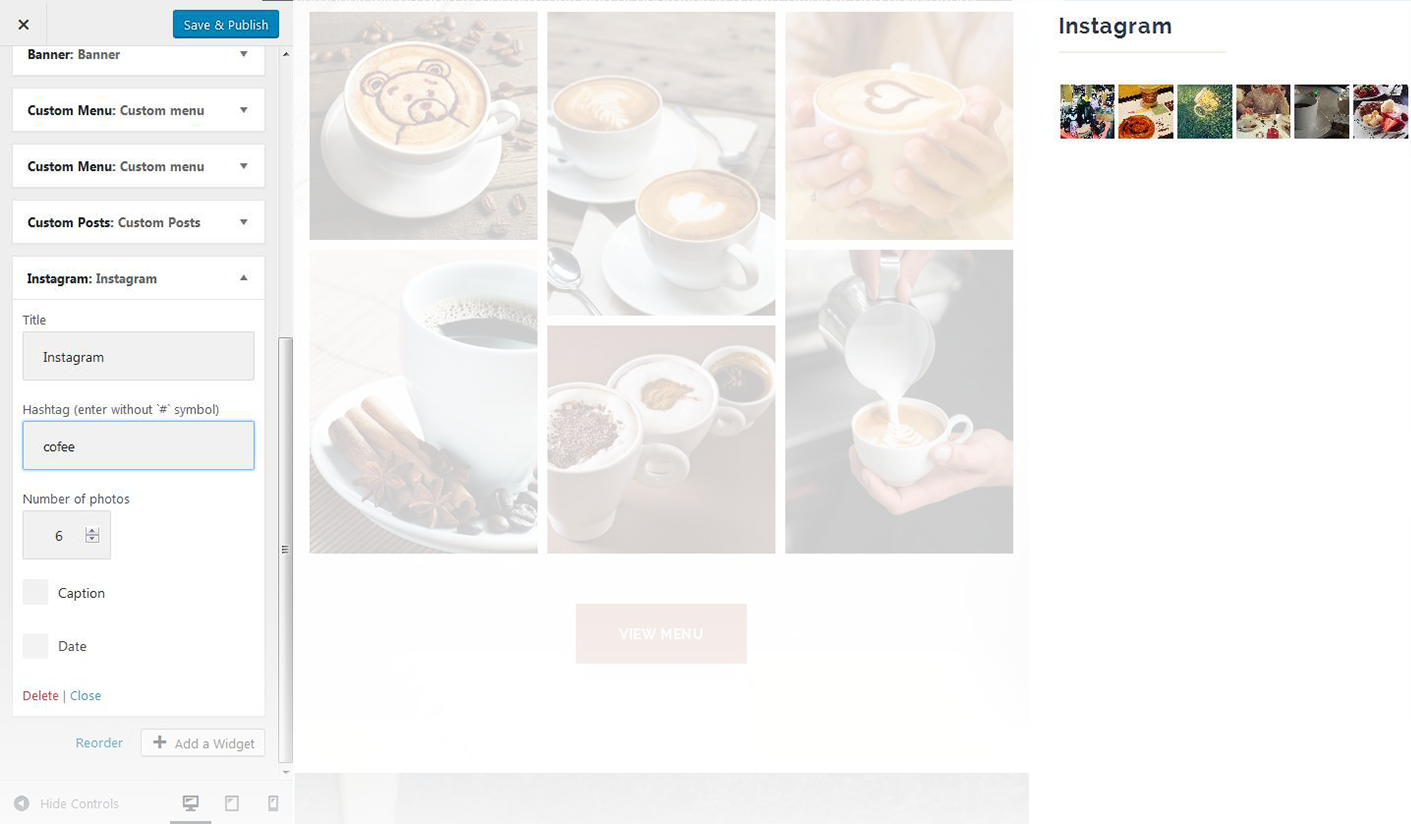 Save & Publish
Banner: Banner
Custom Menu: Custom menu
Custom Menu: Custom menu
Custom Posts: Custom Posts
Instagram: Instagram
Title
Instagram
Hashtag (enter without `#` symbol)
cofee
Number of photos
6
Caption
Date
Delete | Close
Reorder
Add a Widget
Hide Controls
VIEW MENU
Instagram